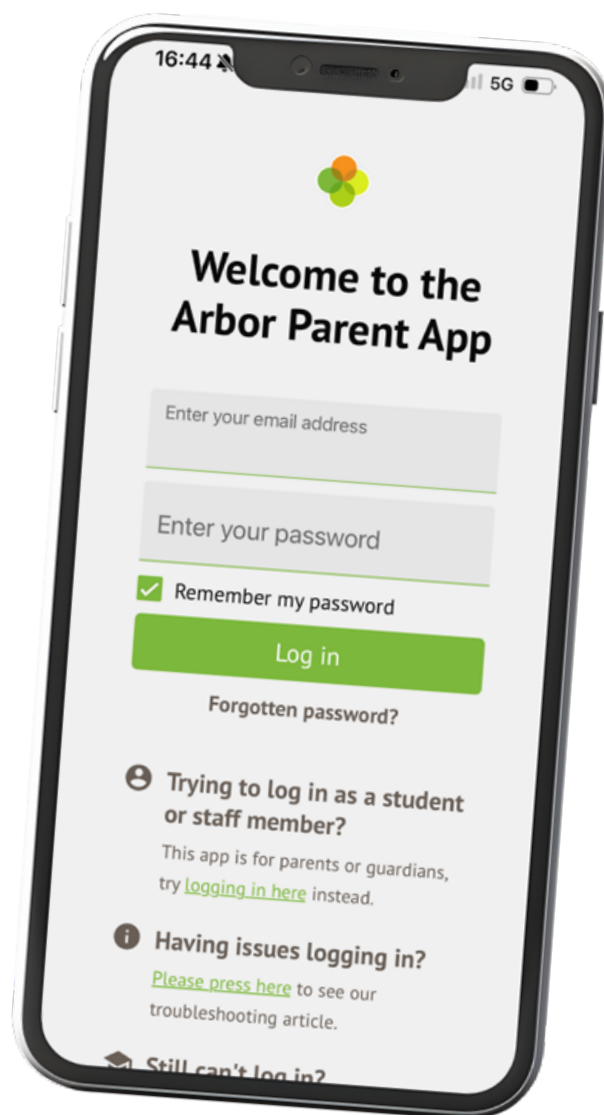 16:44
5G
Welcome to the
Arbor Parent App
Enter your email address
Enter your password
Remember my password
Log in
Forgotten password?
Trying to log in as a student
or staff member?
This app is for parents or guardians,
try logging in here instead.
Having issues logging in?
Please press here to see our
troubleshooting article.
Still can't log in?